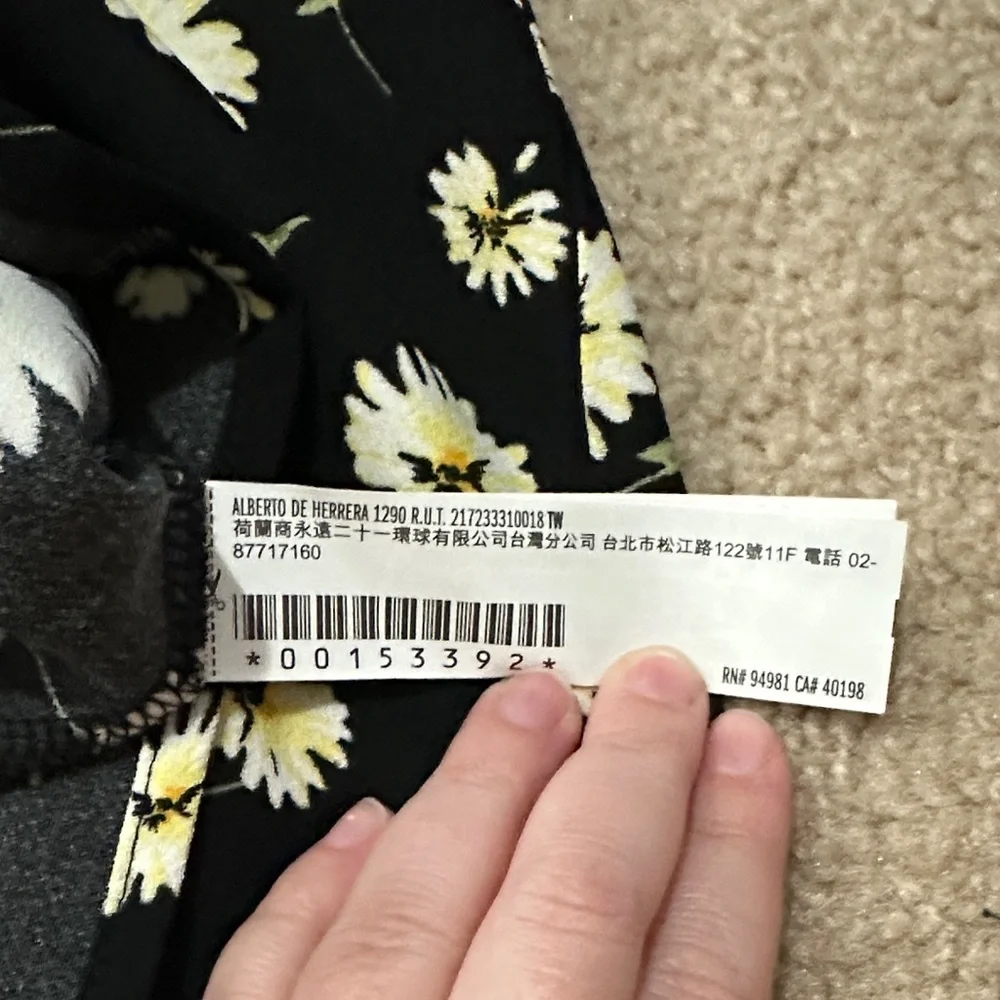 ALBERTO DE HERRERA 1290 R.U.T. 217233310018 TW
荷蘭商永遠二十一環球有限公司台灣分公司 台北市松江路122號11F 電話 02-
87717160
*00153392*
RN# 94981 CA# 40198